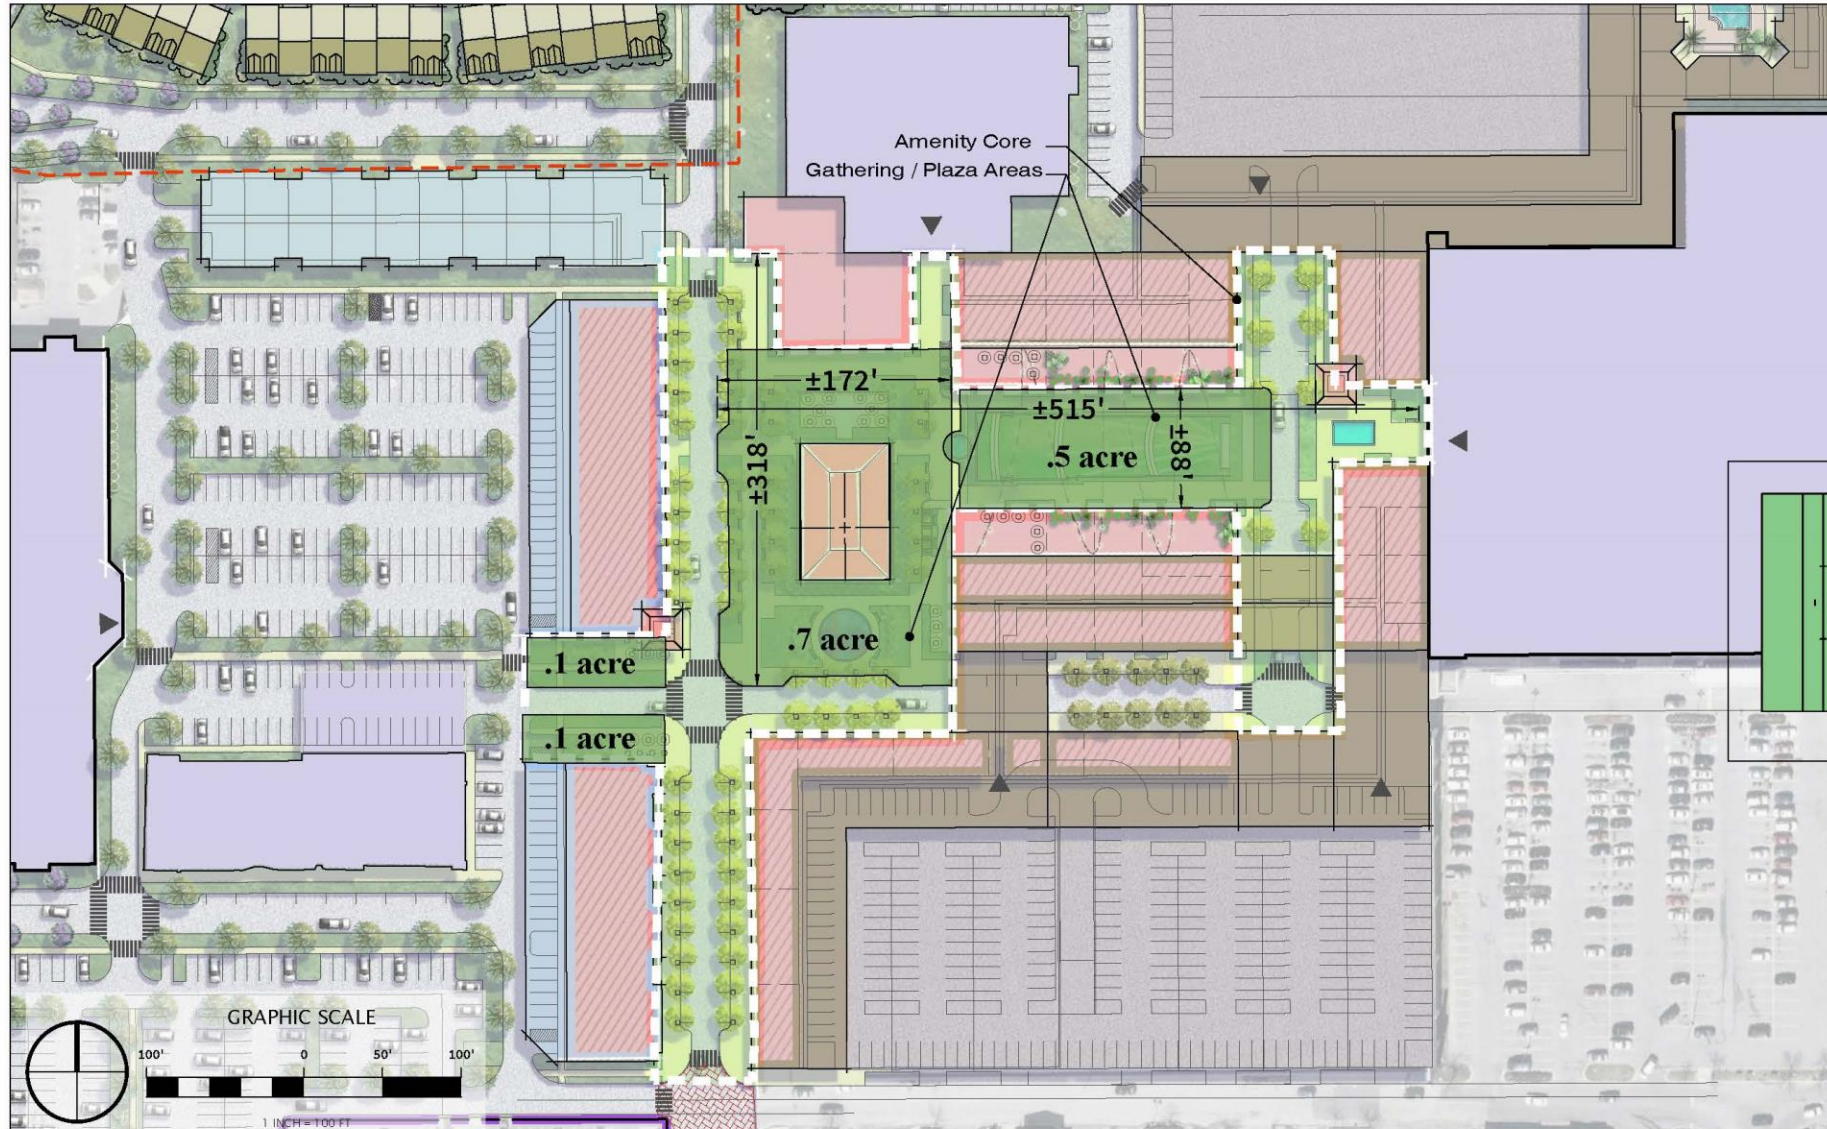 Amenity Core
Gathering / Plaza Areas
±172'
±515'
±318'
±88'
.5 acre
.7 acre
.1 acre
.1 acre
GRAPHIC SCALE
100' 0 50' 100'
1 INCH = 100 FT